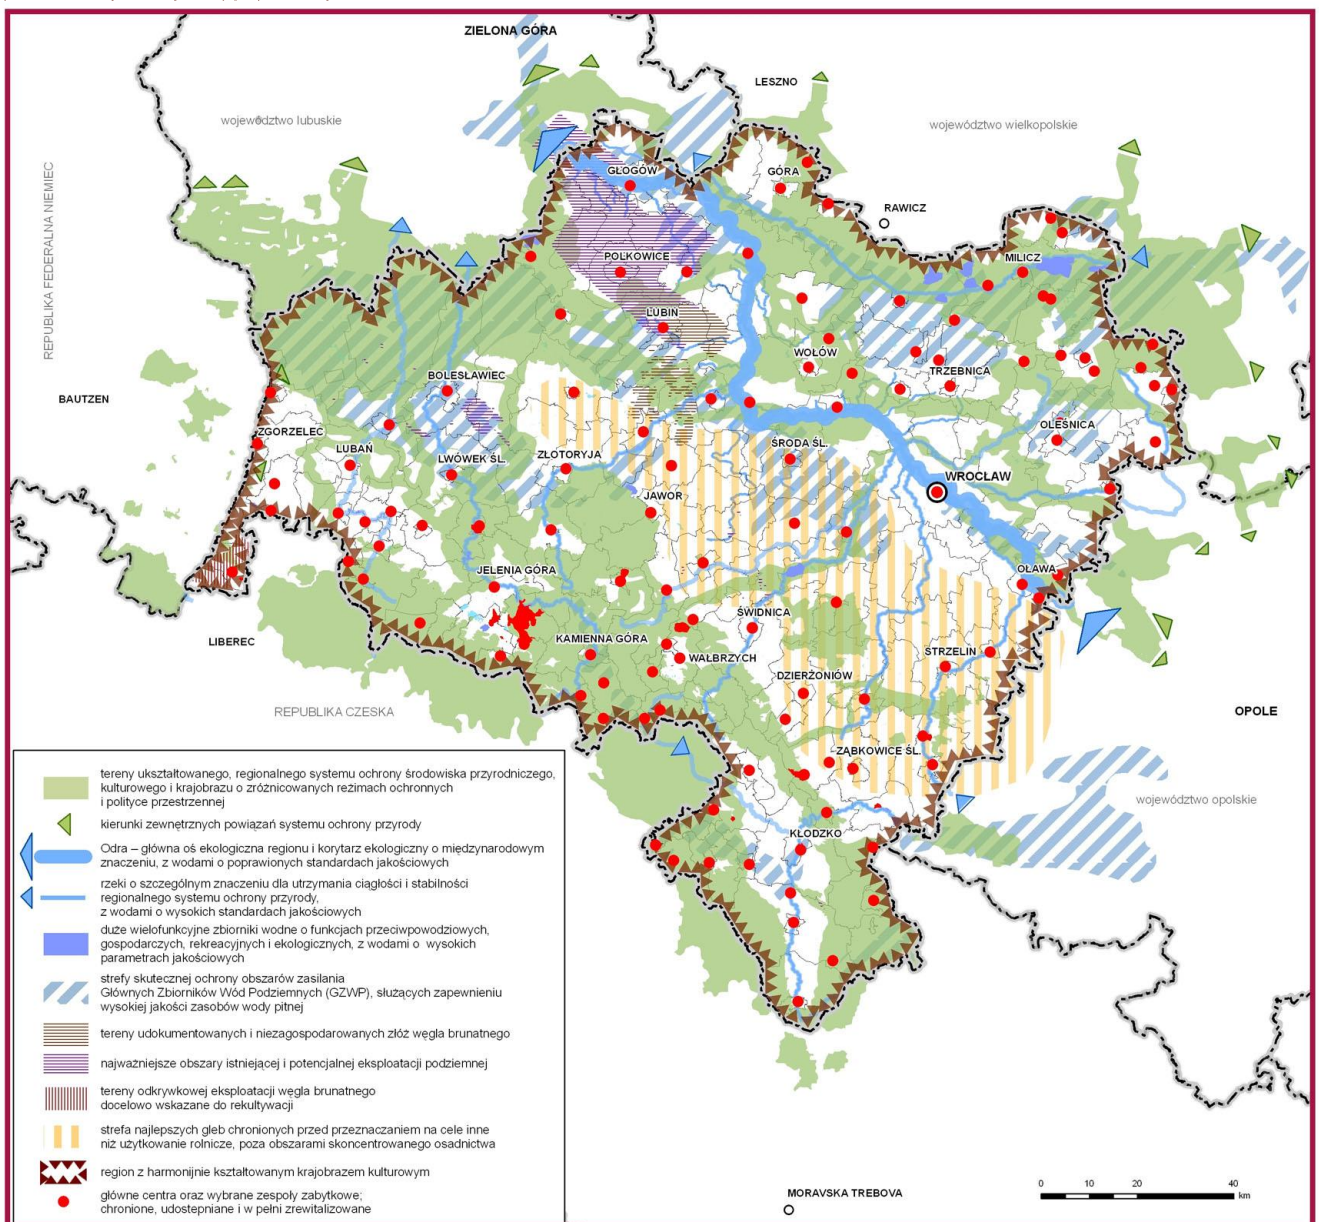 ZIELONA GÓRA
LESZNO
województwo lubuskie
województwo wielkopolskie
REPUBLIKA FEDERALNA NIEMIEC
GŁOGÓW
GÓRA
RAWICZ
POLKOWICE
MILICZ
LUBIN
WOŁÓW
TRZEBNICA
BOLESŁAWIEC
BAUTZEN
ZGORZELEC
LUBAŃ
LWÓWEK ŚL.
ZŁOTORYJA
ŚRODA ŚL.
OLEŚNICA
WROCŁAW
JAWOR
JELENIA GÓRA
OŁAWA
ŚWIDNICA
LIBEREC
KAMIENNA GÓRA
WAŁBRZYCH
STRZELIN
DZIERŻONIÓW
REPUBLIKA CZESKA
OPOLE
ZĄBKOWICE ŚL.
województwo opolskie
KŁODZKO
tereny ukształtowanego, regionalnego systemu ochrony środowiska przyrodniczego,
kulturowego i krajobrazu o zróżnicowanych reżimach ochronnych
i polityce przestrzennej
kierunki zewnętrznych powiązań systemu ochrony przyrody
Odra – główna oś ekologiczna regionu i korytarz ekologiczny o międzynarodowym
znaczeniu, z wodami o poprawionych standardach jakościowych
rzeki o szczególnym znaczeniu dla utrzymania ciągłości i stabilności
regionalnego systemu ochrony przyrody,
z wodami o wysokich standardach jakościowych
duże wielofunkcyjne zbiorniki wodne o funkcjach przeciwpowodziowych,
gospodarczych, rekreacyjnych i ekologicznych, z wodami o wysokich
parametrach jakościowych
strefy skutecznej ochrony obszarów zasilania
Głównych Zbiorników Wód Podziemnych (GZWP), służących zapewnieniu
wysokiej jakości zasobów wody pitnej
tereny udokumentowanych i niezagospodarowanych złóż węgla brunatnego
najważniejsze obszary istniejącej i potencjalnej eksploatacji podziemnej
tereny odkrywkowej eksploatacji węgla brunatnego
docelowo wskazane do rekultywacji
strefa najlepszych gleb chronionych przed przeznaczaniem na cele inne
niż użytkowanie rolnicze, poza obszarami skoncentrowanego osadnictwa
region z harmonijnie kształtowanym krajobrazem kulturowym
główne centra oraz wybrane zespoły zabytkowe;
chronione, udostępniane i w pełni zrewitalizowane
MORAVSKA TREBOVA
0 10 20 40
km